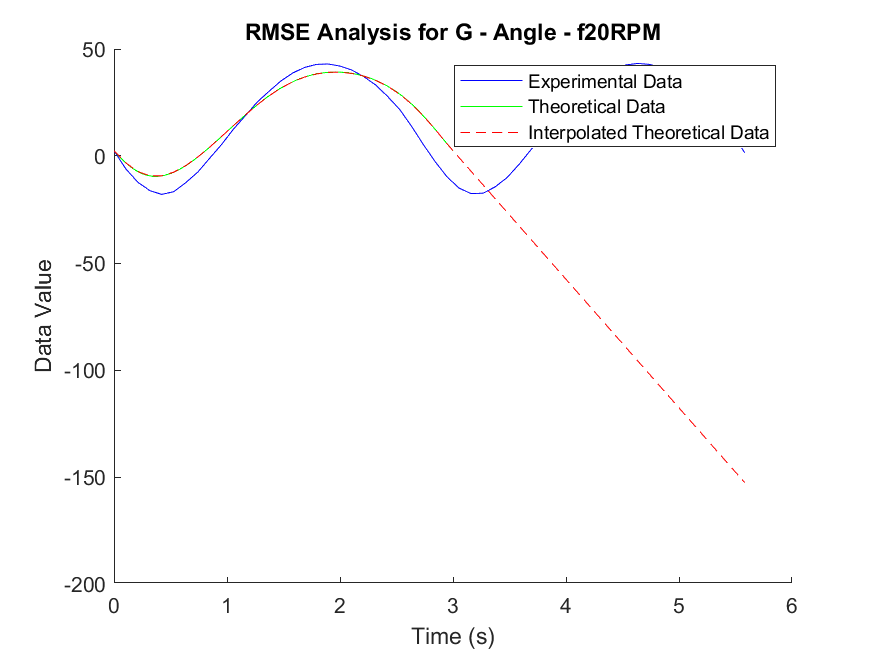 RMSE Analysis for G - Angle - f20RPM
50
Experimental Data
Theoretical Data
Interpolated Theoretical Data
0
-50
-100
-150
-200
Data Value
0 1 2 3 4 5 6
Time (s)